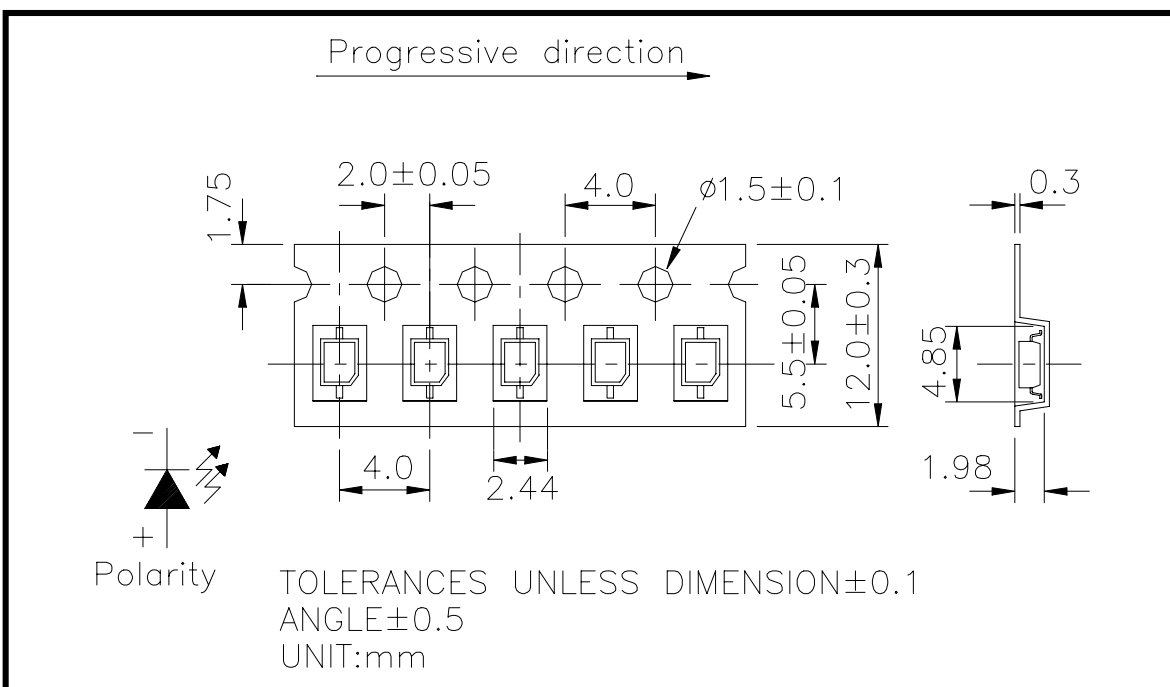 Progressive direction
1.75
2.0±0.05
4.0
ø1.5±0.1
0.3
5.5±0.05
12.0±0.3
4.85
1.98
4.0
2.44
−
+
Polarity
TOLERANCES UNLESS DIMENSION±0.1
ANGLE±0.5
UNIT:mm